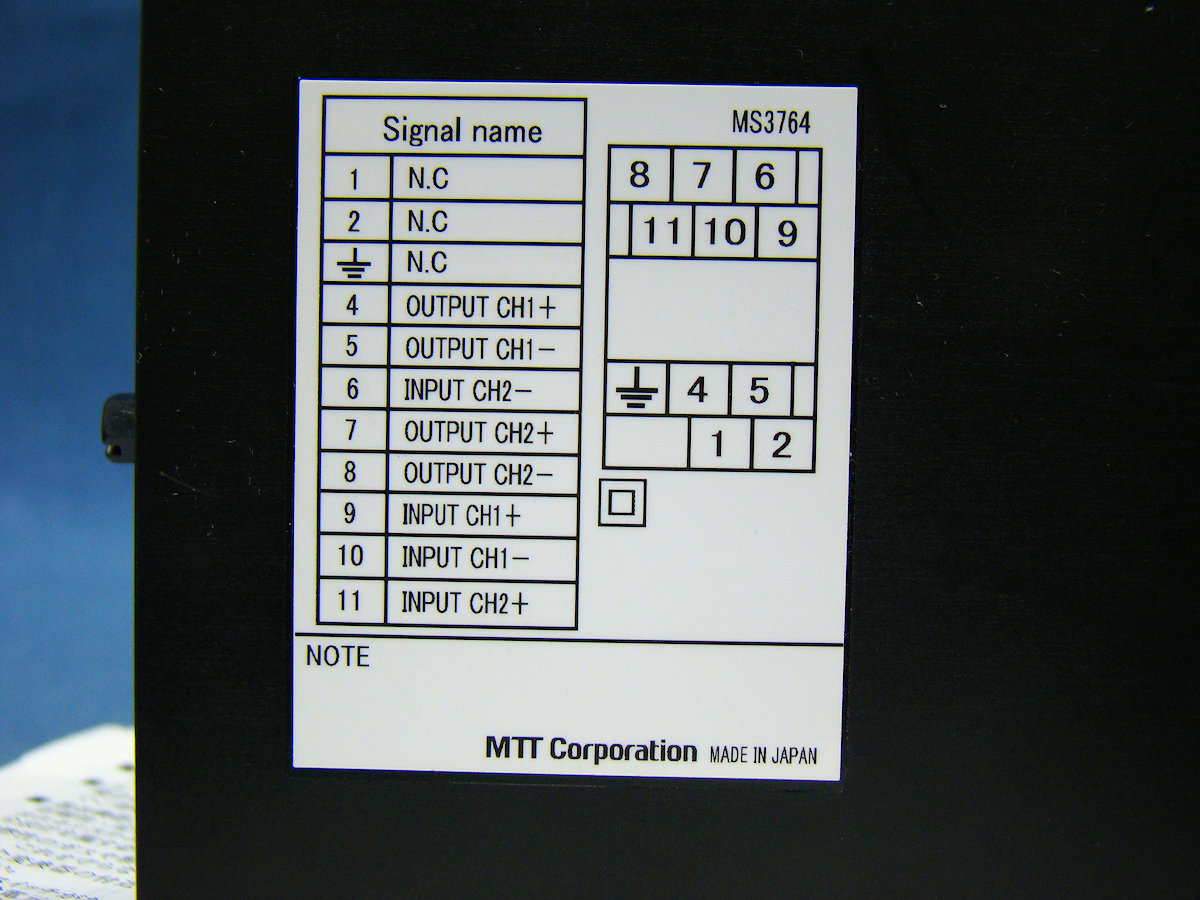 Signal name
1 N.C
2 N.C
⏚ N.C
4 OUTPUT CH1+
5 OUTPUT CH1-
6 INPUT CH2-
7 OUTPUT CH2+
8 OUTPUT CH2-
9 INPUT CH1+
10 INPUT CH1-
11 INPUT CH2+
MS3764
8 7 6
11 10 9
⏚ 4 5
1 2
NOTE
MTT Corporation MADE IN JAPAN